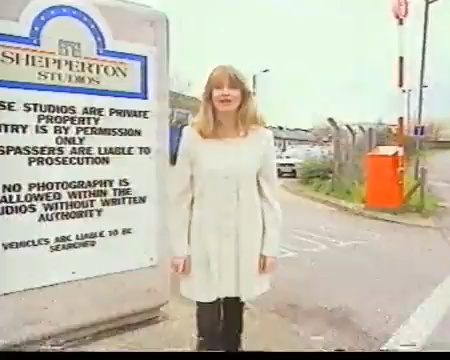 SHEPPERTON
STUDIOS
SE STUDIOS ARE PRIVATE
PROPERTY
TRY IS BY PERMISSION
ONLY
SPASSERS ARE LIABLE TO
PROSECUTION
NO PHOTOGRAPHY IS
ALLOWED WITHIN THE
UDIOS WITHOUT WRITTEN
AUTHORITY
VEHICLES ARE LIABLE TO BE
SEARCHED